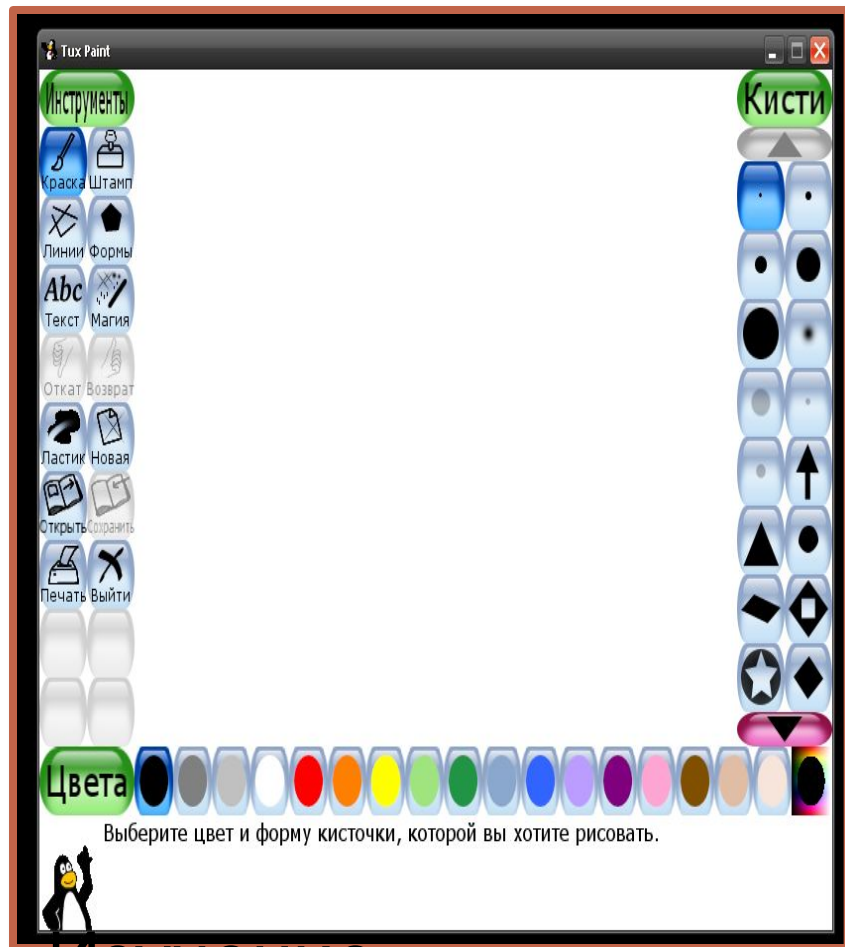 Tux Paint
Инструменты
Кисти
Краска Штамп
Линии Формы
Abc
Текст Магия
Откат Возврат
Ластик Новая
Открыть Сохранить
Печать Выйти
Цвета
Выберите цвет и форму кисточки, которой вы хотите рисовать.